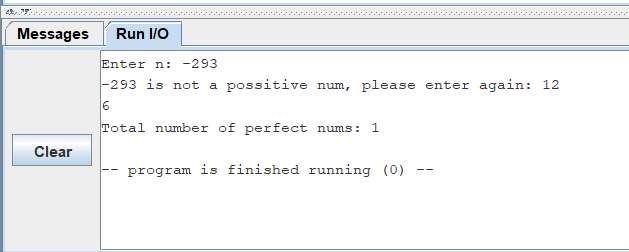 Messages Run I/O
Enter n: -293
-293 is not a possitive num, please enter again: 12
6
Total number of perfect nums: 1
Clear
-- program is finished running (0) --